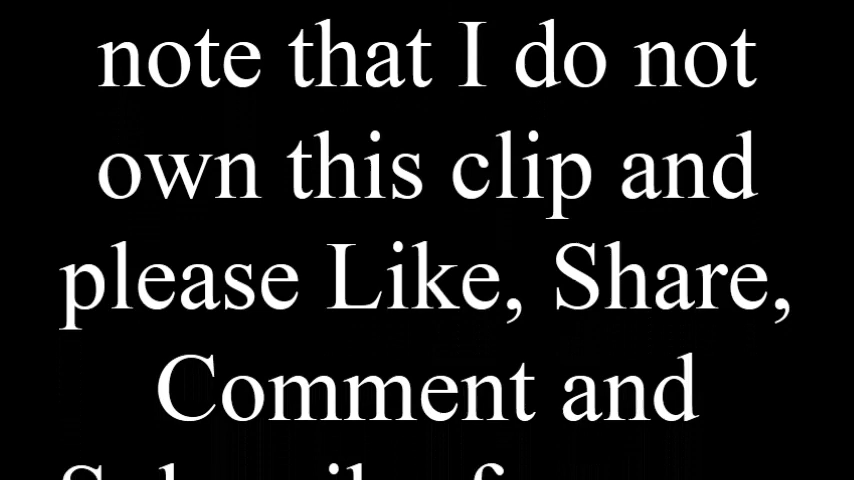 note that I do not
own this clip and
please Like, Share,
Comment and